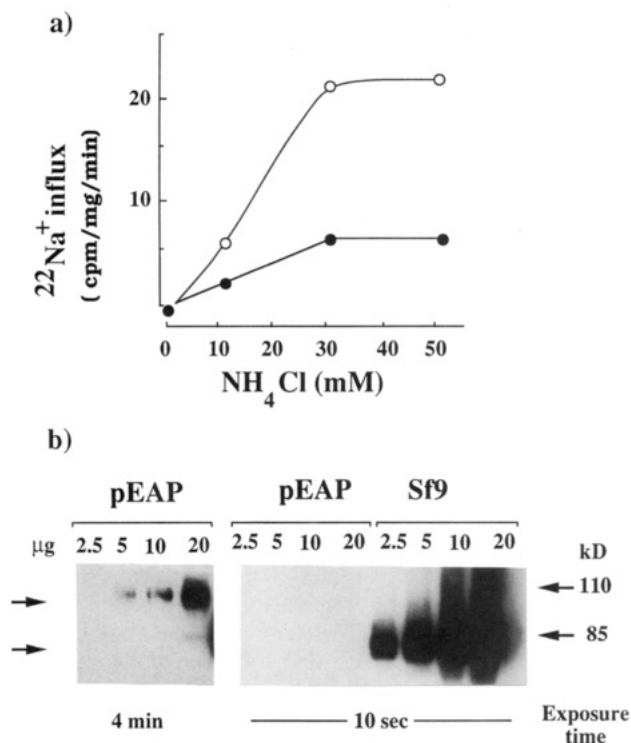 a)
22Na+ influx
( cpm/mg/min)
20
10
0 10 20 30 40 50
NH4Cl (mM)
b)
pEAP pEAP Sf9
µg 2.5 5 10 20 2.5 5 10 20 2.5 5 10 20 kD
110
85
4 min 10 sec Exposure
time